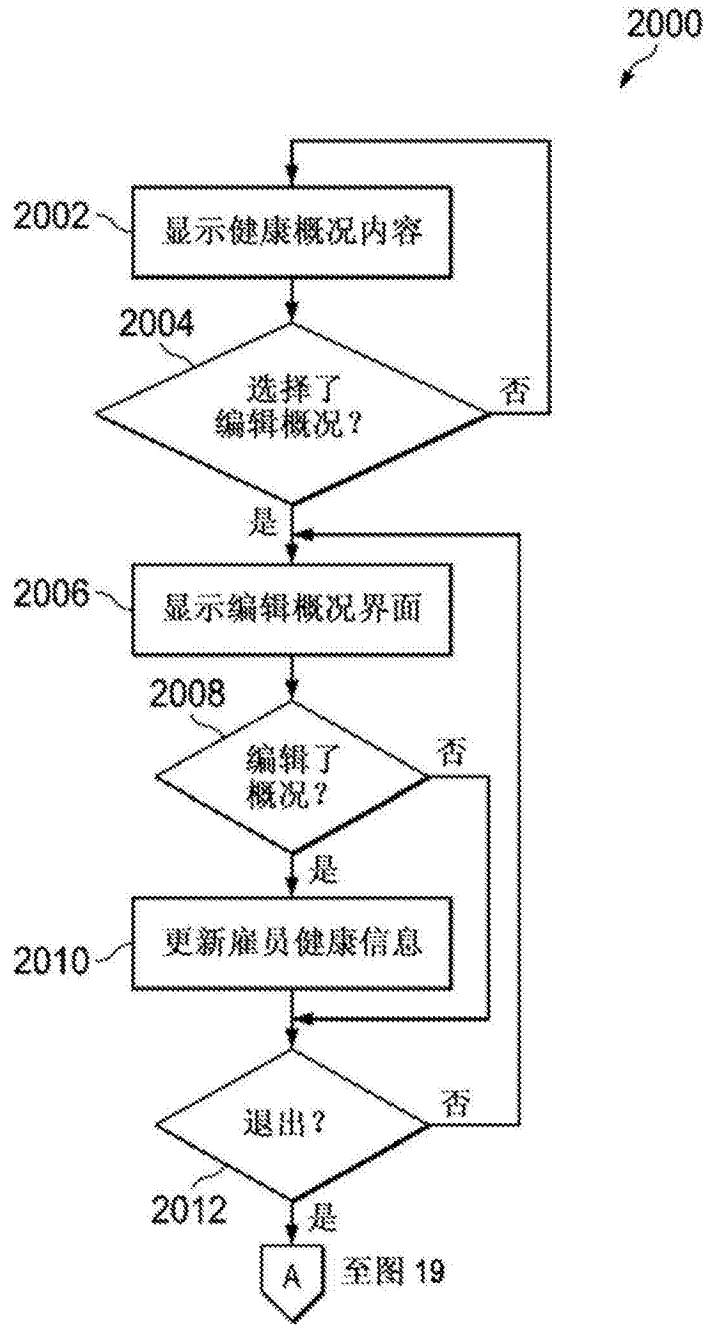 2000
2002
显示健康概况内容
2004
选择了
编辑概况？
否
是
2006
显示编辑概况界面
2008
编辑了
概况？
否
是
2010
更新雇员健康信息
退出？
否
2012
是
A
至图 19